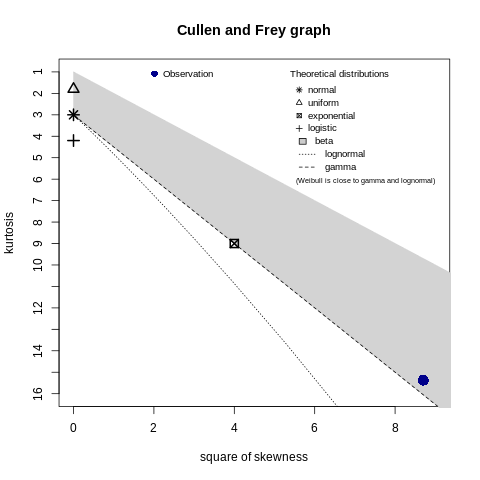 Cullen and Frey graph
Observation
Theoretical distributions
normal
uniform
exponential
logistic
beta
lognormal
gamma
(Weibull is close to gamma and lognormal)
kurtosis
1
2
3
4
5
6
7
8
9
10
12
14
16
0 2 4 6 8
square of skewness